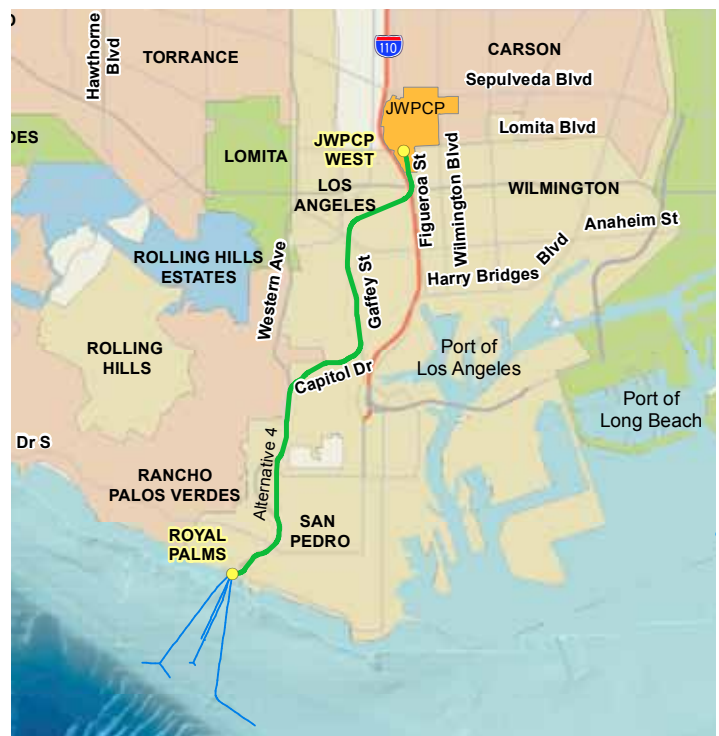 Hawthorne
Blvd
TORRANCE
110
CARSON
Sepulveda Blvd
JWPCP
Lomita Blvd
DES
LOMITA
JWPCP
WEST
LOS
ANGELES
Figueroa St
Wilmington Blvd
WILMINGTON
Anaheim St
ROLLING HILLS
ESTATES
Western Ave
Gaffey St
Harry Bridges Blvd
ROLLING
HILLS
Capitol Dr
Port of
Los Angeles
Port of
Long Beach
Dr S
RANCHO
PALOS VERDES
Alternative 4
SAN
PEDRO
ROYAL
PALMS